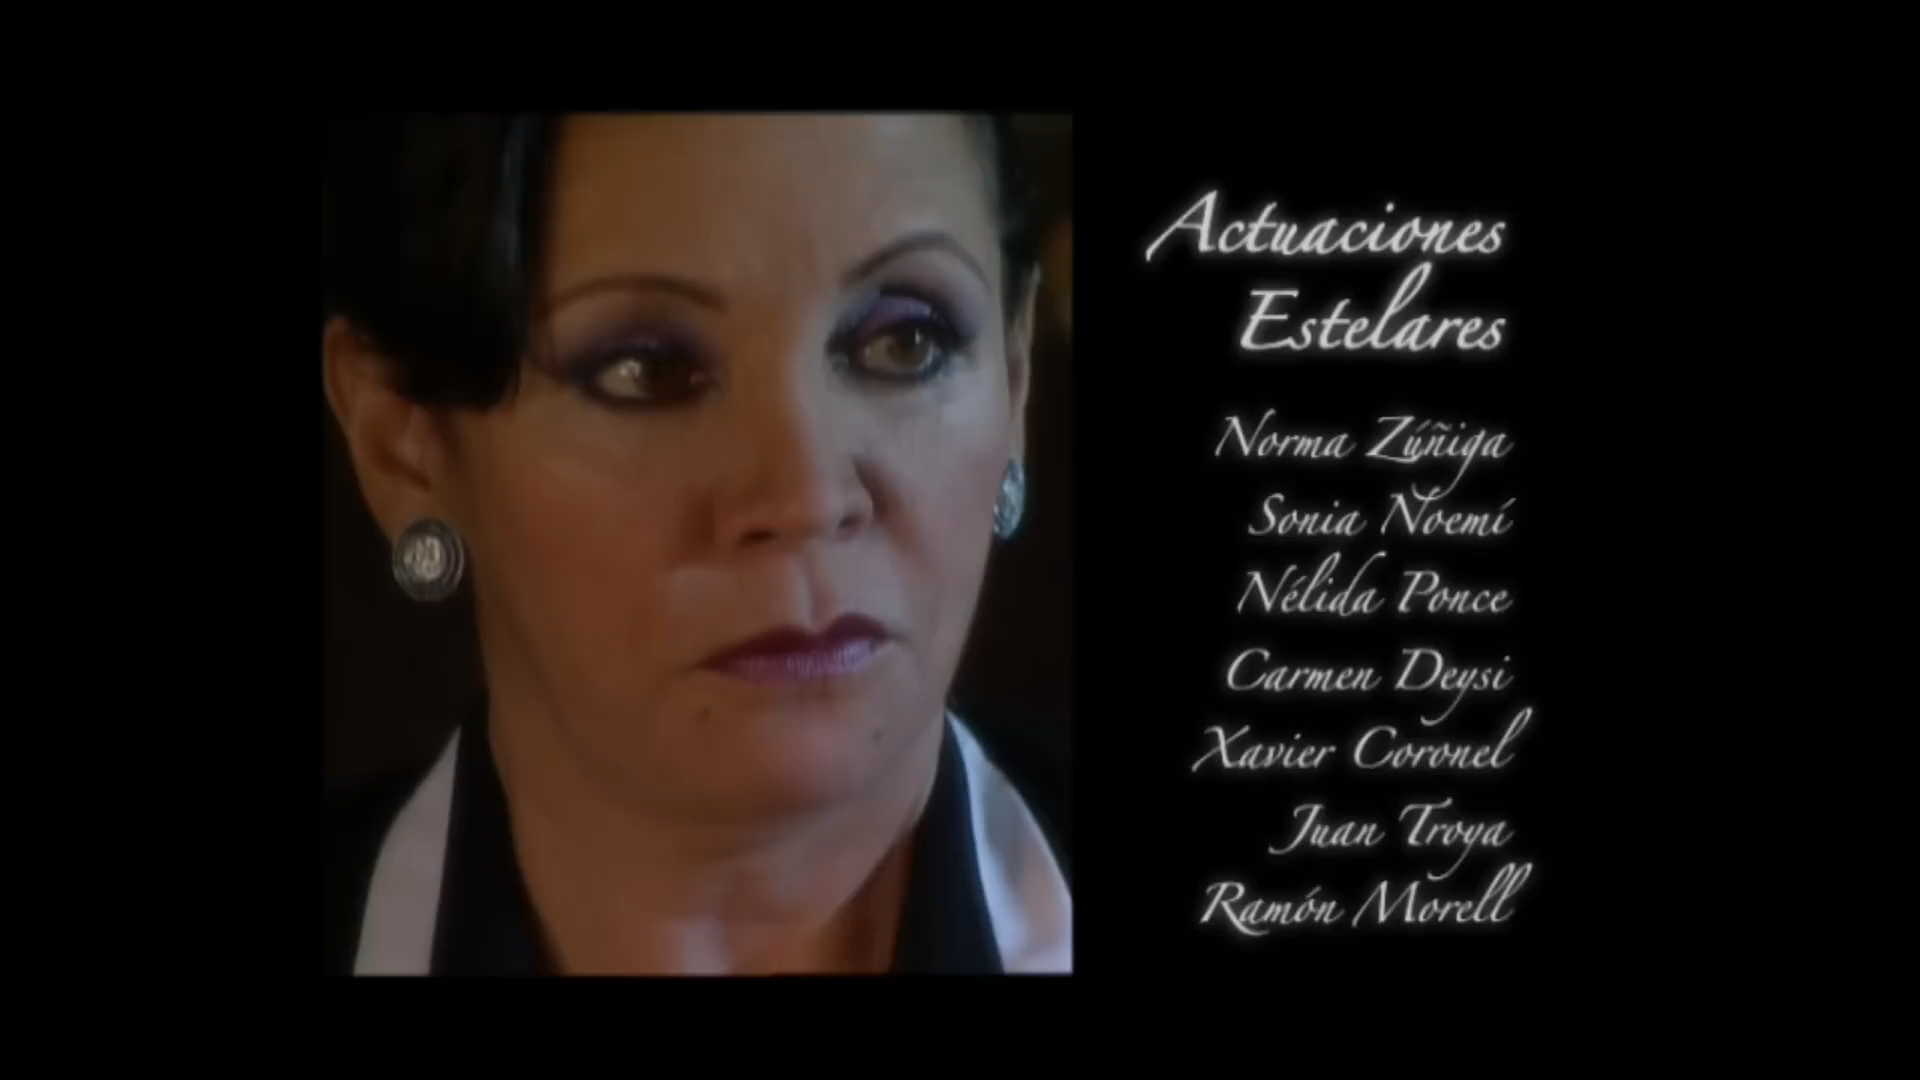 Actuaciones
Estelares
Norma Zúñiga
Sonia Noemí
Nélida Ponce
Carmen Deysi
Xavier Coronel
Juan Troya
Ramón Morell